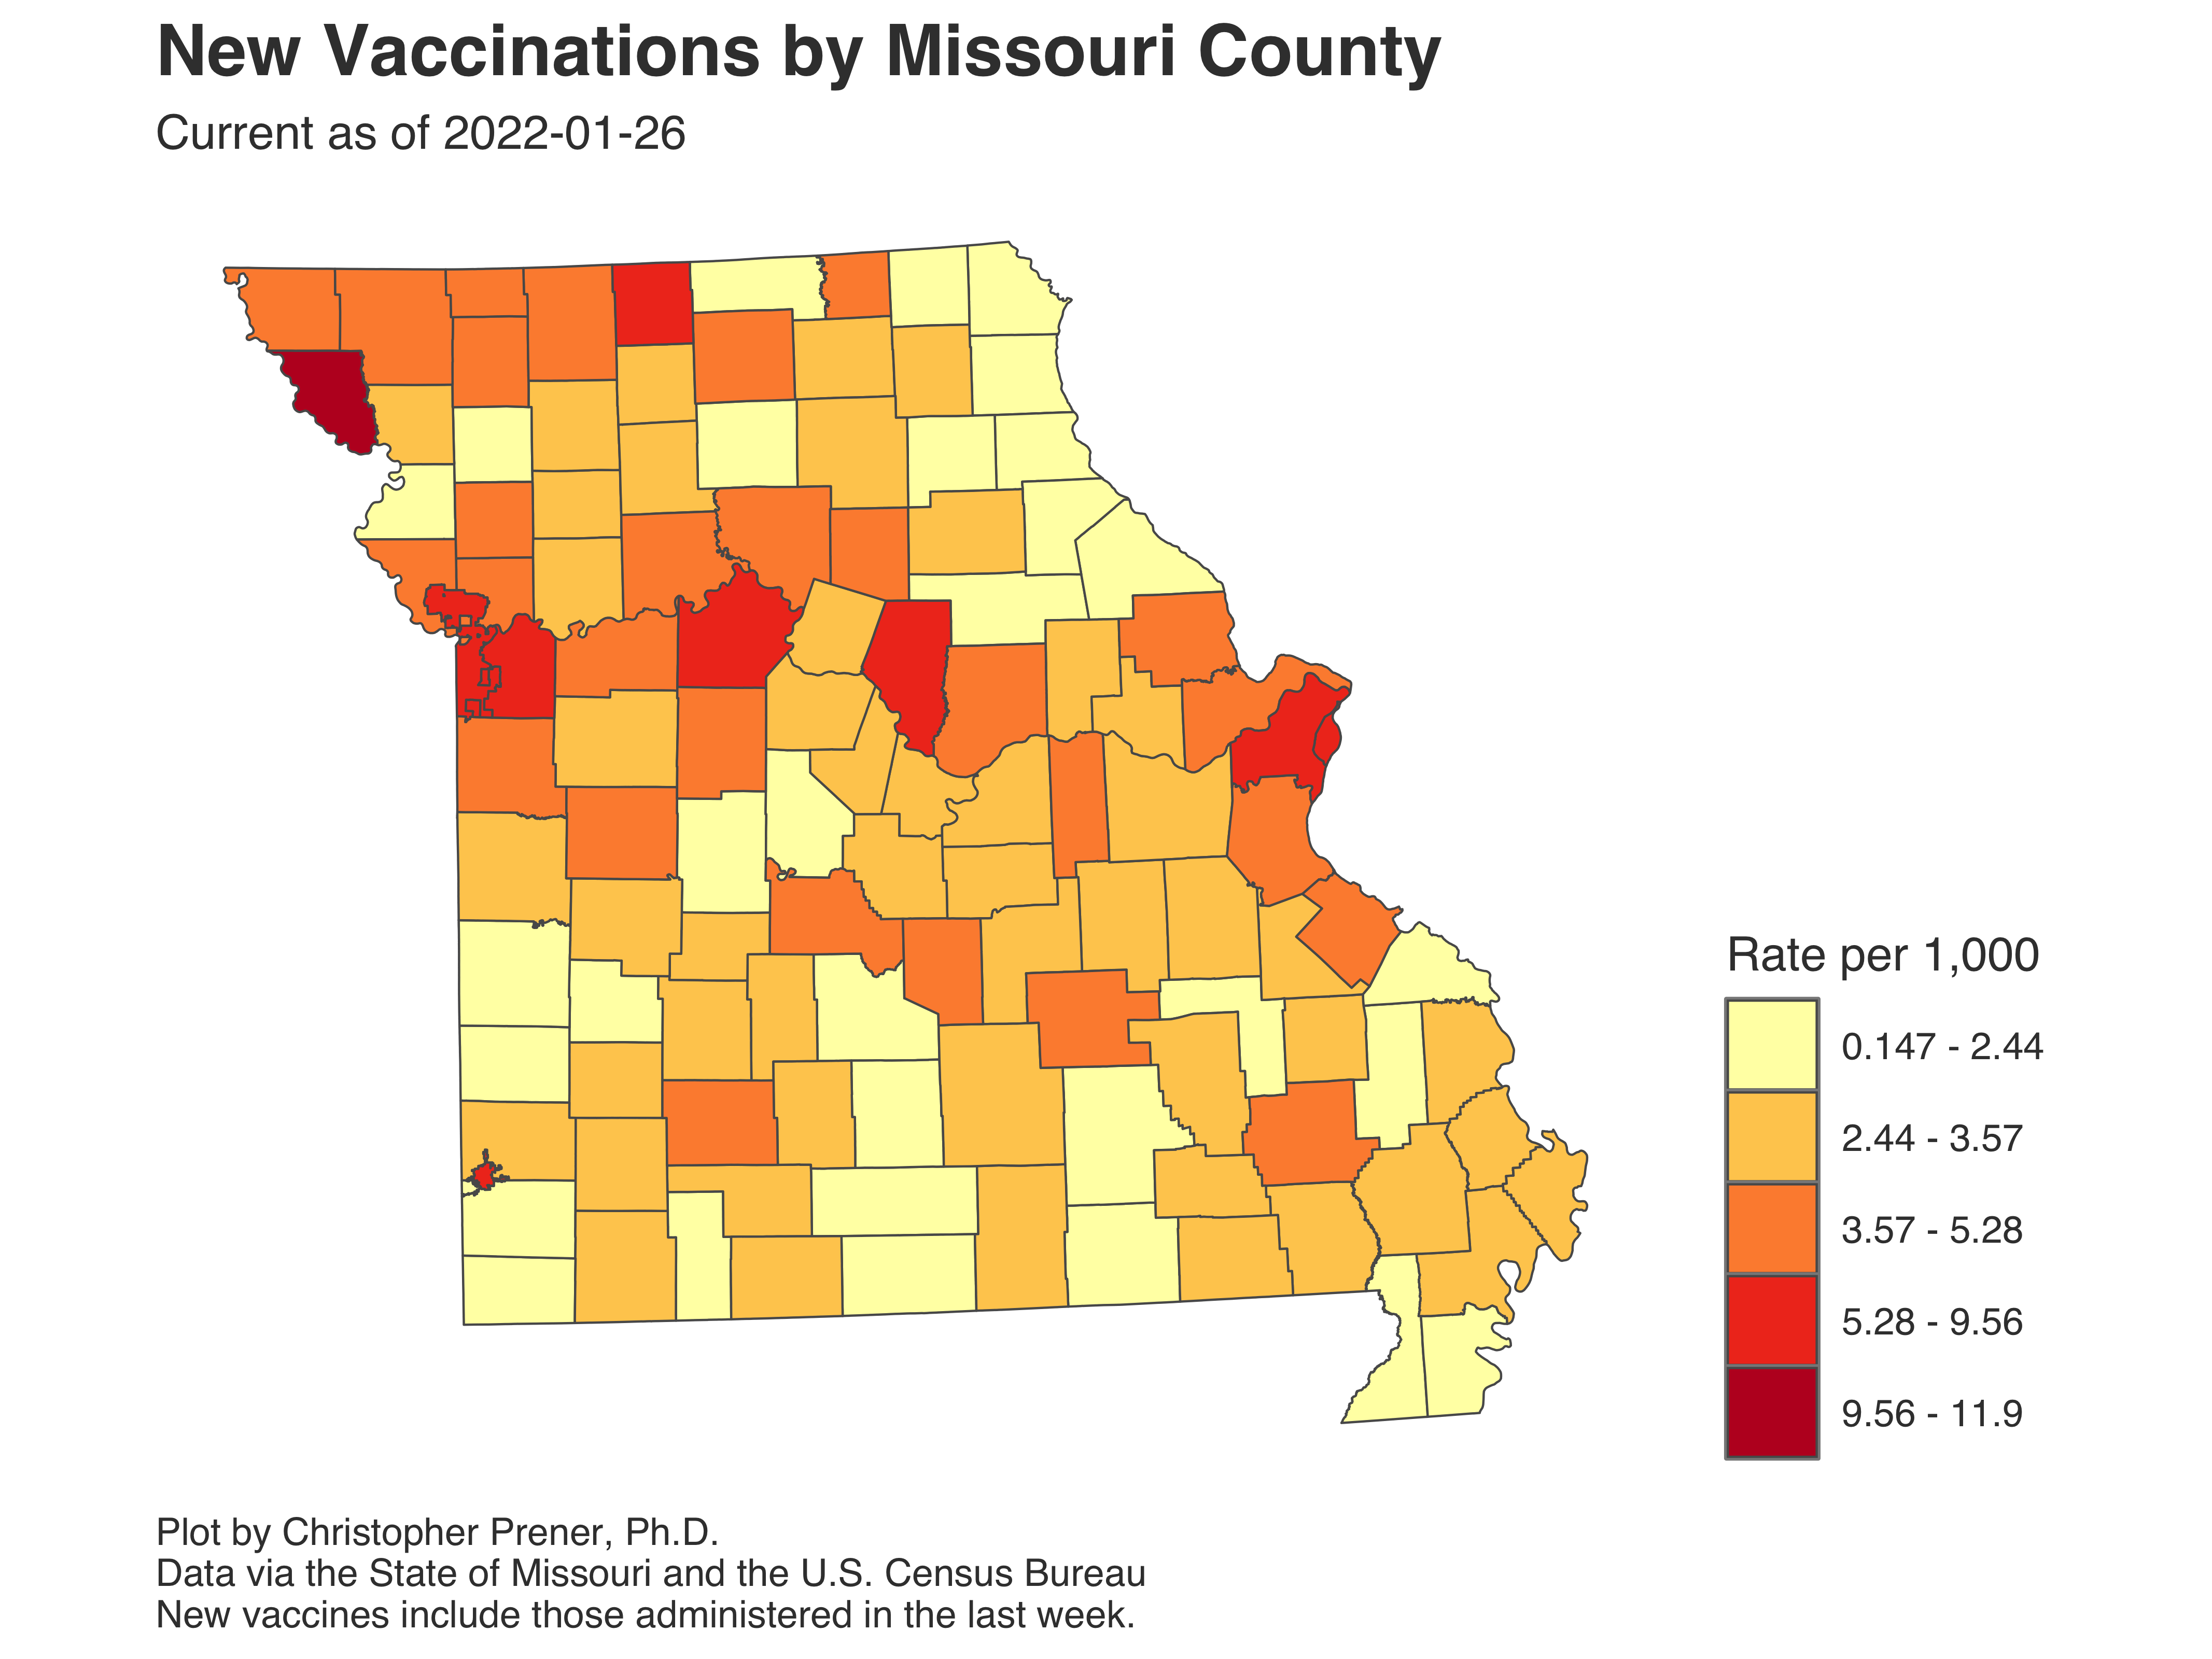 New Vaccinations by Missouri County
Current as of 2022-01-26
Rate per 1,000
0.147 - 2.44
2.44 - 3.57
3.57 - 5.28
5.28 - 9.56
9.56 - 11.9
Plot by Christopher Prener, Ph.D.
Data via the State of Missouri and the U.S. Census Bureau
New vaccines include those administered in the last week.